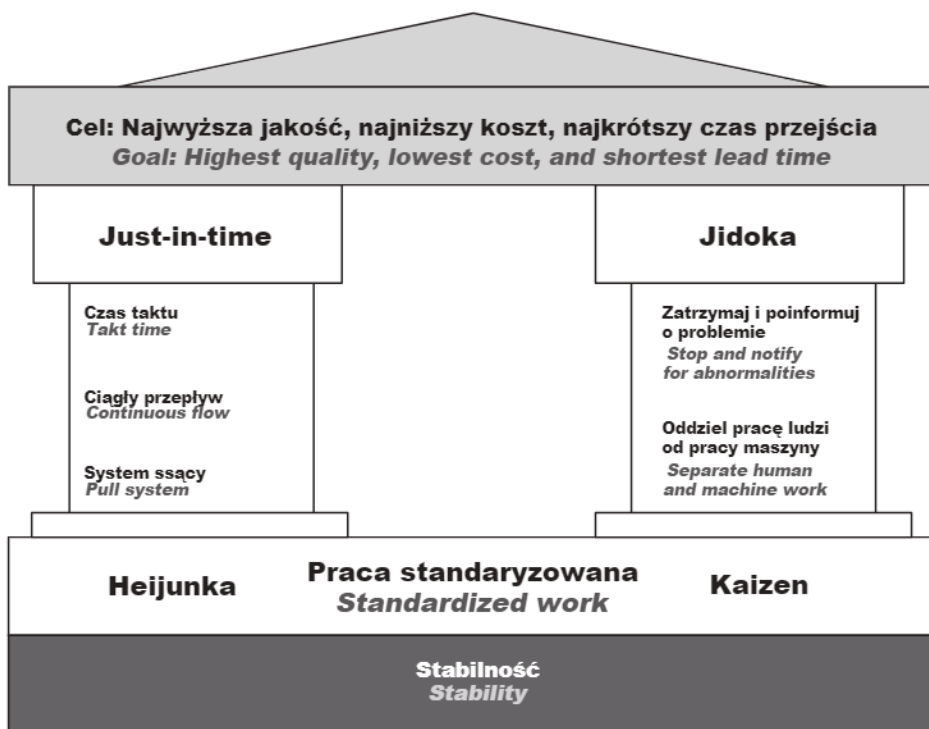 Cel: Najwyższa jakość, najniższy koszt, najkrótszy czas przejścia
Goal: Highest quality, lowest cost, and shortest lead time
Just-in-time
Czas taktu
Takt time
Ciągły przepływ
Continuous flow
System ssący
Pull system
Jidoka
Zatrzymaj i poinformuj
o problemie
Stop and notify
for abnormalities
Oddziel pracę ludzi
od pracy maszyny
Separate human
and machine work
Heijunka
Praca standaryzowana
Standardized work
Kaizen
Stabilność
Stability